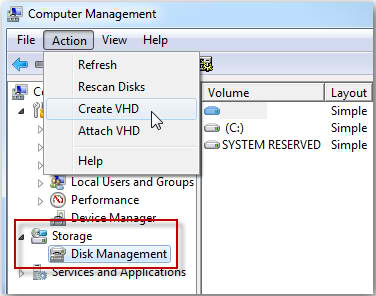 Computer Management
File Action View Help
Refresh
Rescan Disks
Create VHD
Attach VHD
Help
Volume Layout
Simple
(C:) Simple
SYSTEM RESERVED Simple
Local Users and Groups
Performance
Device Manager
Storage
Disk Management
Services and Applications